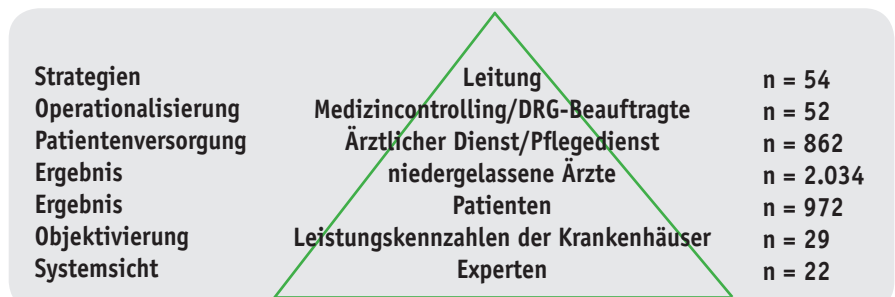 Strategien Leitung n = 54
Operationalisierung Medizincontrolling/DRG-Beauftragte n = 52
Patientenversorgung Ärztlicher Dienst/Pflegedienst n = 862
Ergebnis niedergelassene Ärzte n = 2.034
Ergebnis Patienten n = 972
Objektivierung Leistungskennzahlen der Krankenhäuser n = 29
Systemsicht Experten n = 22